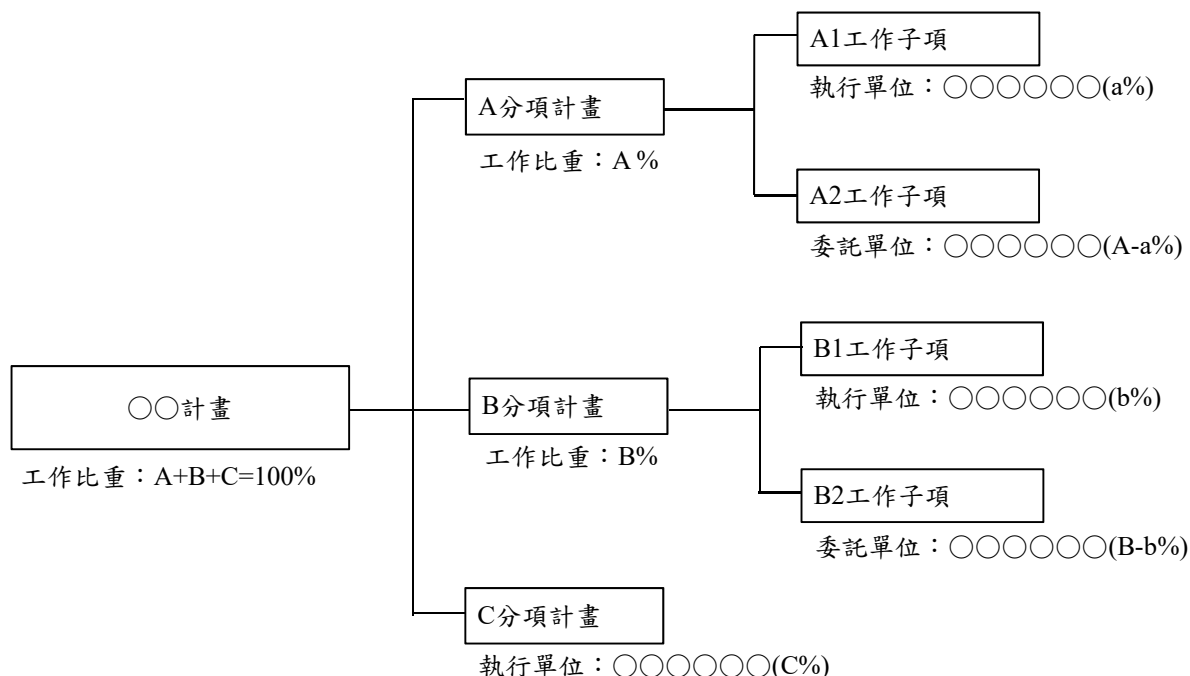 A1工作子項
執行單位：○○○○○○(a%)
A分項計畫
工作比重：A%
A2工作子項
委託單位：○○○○○○(A-a%)
B1工作子項
執行單位：○○○○○○(b%)
○○計畫
工作比重：A+B+C=100%
B分項計畫
工作比重：B%
B2工作子項
委託單位：○○○○○○(B-b%)
C分項計畫
執行單位：○○○○○○(C%)